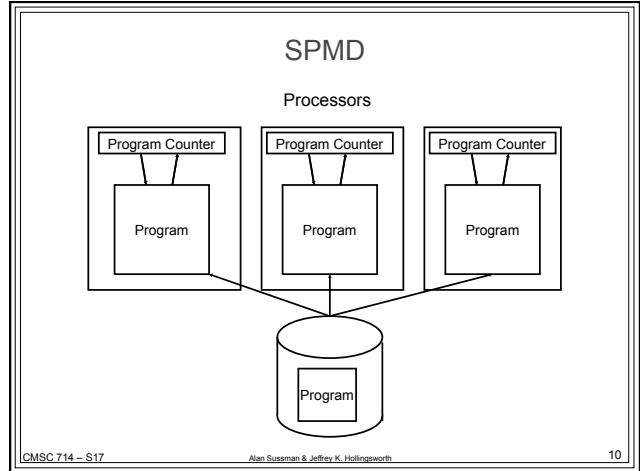 SPMD
Processors
Program Counter
Program Counter
Program Counter
Program
Program
Program
Program
CMSC 714 – S17
Alan Sussman & Jeffrey K. Hollingsworth
10